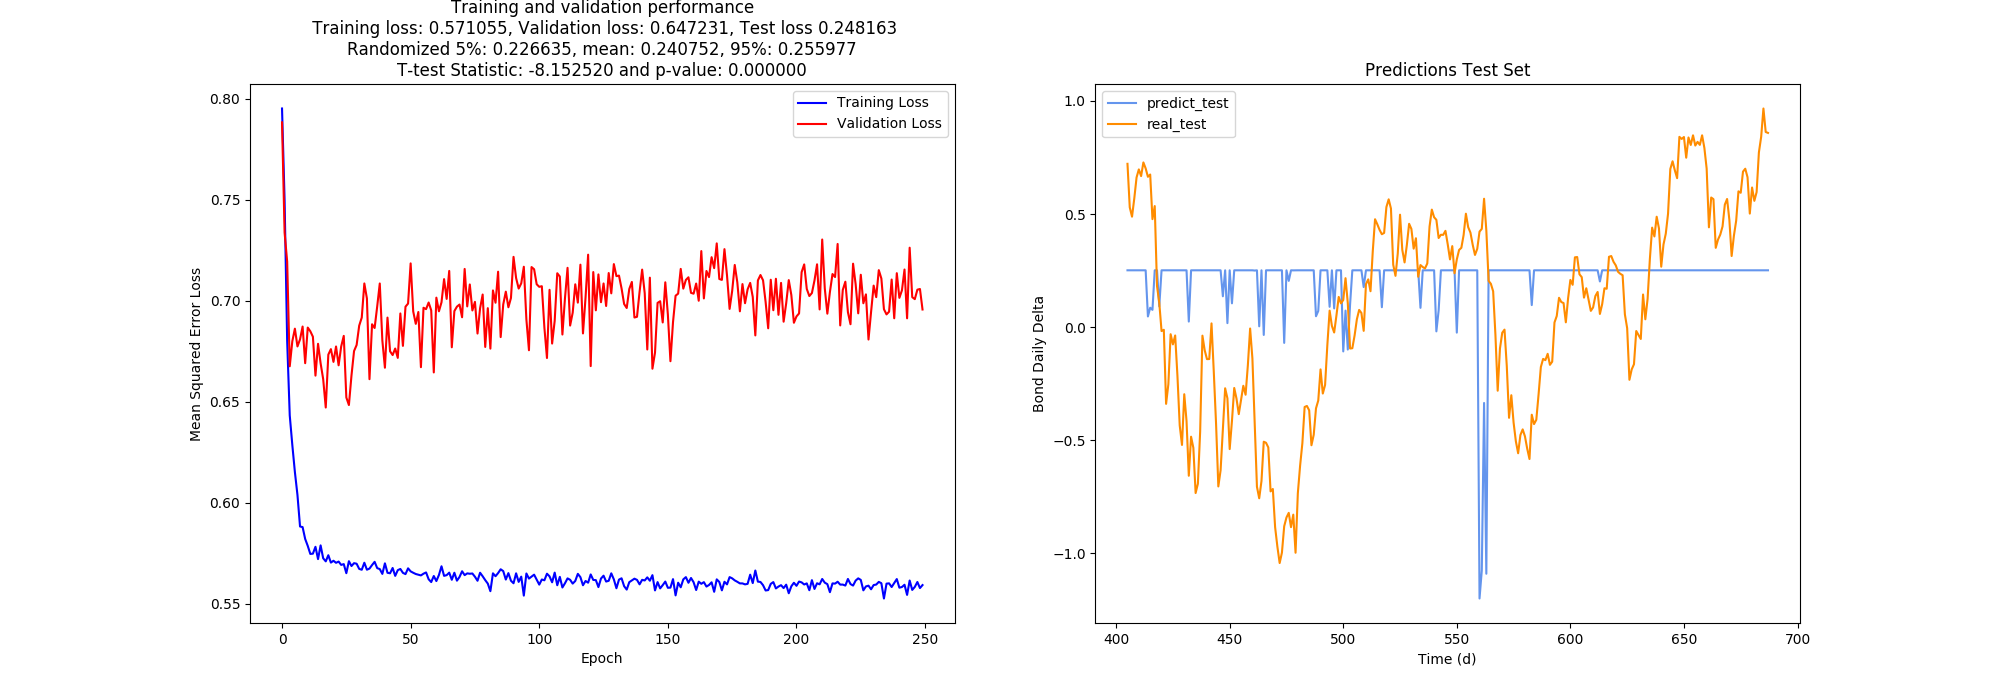 Training and validation performance
Training loss: 0.571055, Validation loss: 0.647231, Test loss 0.248163
Randomized 5%: 0.226635, mean: 0.240752, 95%: 0.255977
T-test Statistic: -8.152520 and p-value: 0.000000
Training Loss
Validation Loss
Mean Squared Error Loss
0.80
0.75
0.70
0.65
0.60
0.55
0
50
100
150
200
250
Epoch
Predictions Test Set
predict_test
real_test
Bond Daily Delta
1.0
0.5
0.0
−0.5
−1.0
400
450
500
550
600
650
700
Time (d)